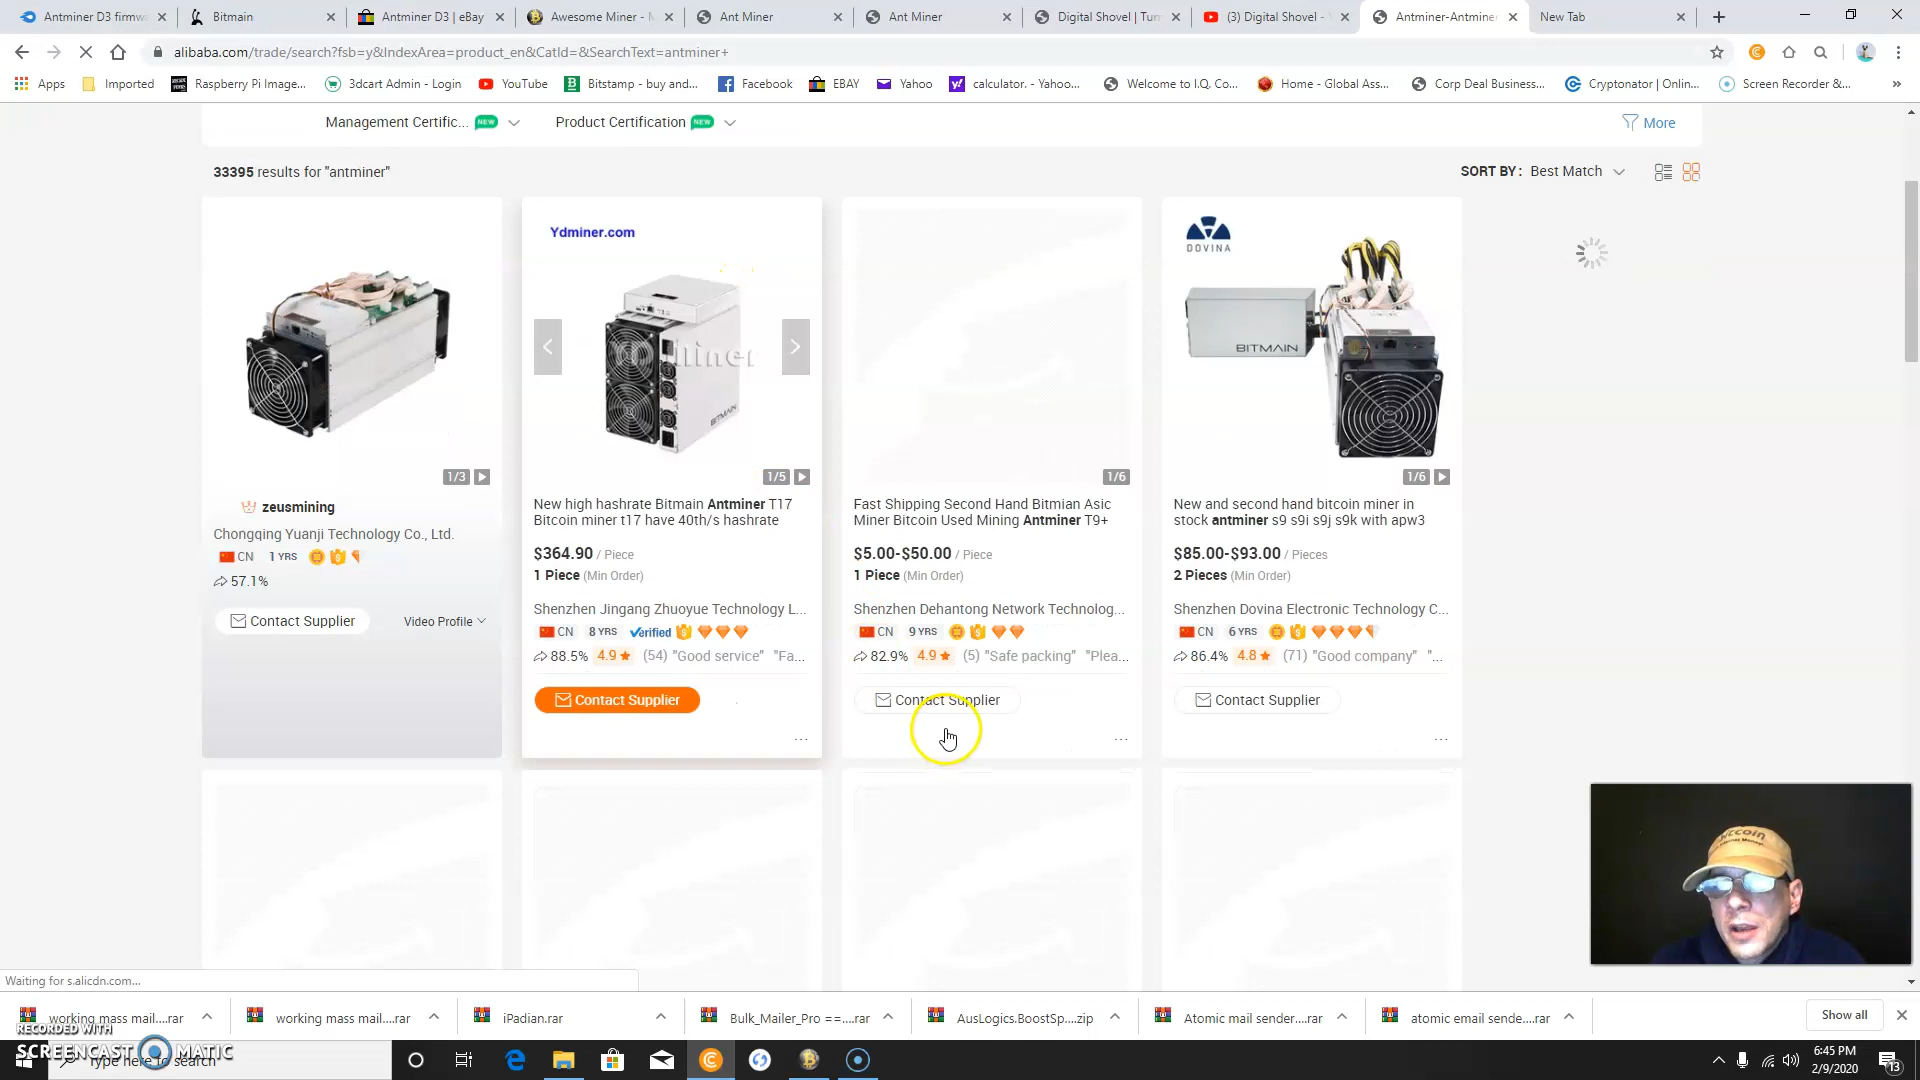 Antminer D3 firmw
Bitmain
Antminer D3 | eBay
Awesome Miner - M
Ant Miner
Ant Miner
Digital Shovel | Turn
(3) Digital Shovel -
Antminer-Antmine
New Tab
alibaba.com/trade/search?fsb=y&IndexArea=product_en&CatId=&SearchText=antminer+
Apps
Imported
Raspberry Pi Image...
3dcart Admin - Login
YouTube
Bitstamp - buy and...
Facebook
EBAY
Yahoo
calculator. - Yahoo...
Welcome to I.Q. Co...
Home - Global Ass...
Corp Deal Business...
Cryptonator | Onlin...
Screen Recorder &...
Management Certific... NEW
Product Certification NEW
More
33395 results for "antminer"
SORT BY : Best Match
1/3
zeusmining
Chongqing Yuanji Technology Co., Ltd.
CN 1 YRS
57.1%
Contact Supplier
Video Profile
Ydminer.com
BITMAIN
1/5
New high hashrate Bitmain Antminer T17
Bitcoin miner t17 have 40th/s hashrate
$364.90 / Piece
1 Piece (Min Order)
Shenzhen Jingang Zhuoyue Technology L...
CN 8 YRS Verified
88.5% 4.9 (54) "Good service" "Fa...
Contact Supplier
...
1/6
Fast Shipping Second Hand Bitmian Asic
Miner Bitcoin Used Mining Antminer T9+
$5.00-$50.00 / Piece
1 Piece (Min Order)
Shenzhen Dehantong Network Technolog...
CN 9 YRS
82.9% 4.9 (5) "Safe packing" "Plea...
Contact Supplier
...
DOVINA
BITMAIN
1/6
New and second hand bitcoin miner in
stock antminer s9 s9i s9j s9k with apw3
$85.00-$93.00 / Pieces
2 Pieces (Min Order)
Shenzhen Dovina Electronic Technology C...
CN 6 YRS
86.4% 4.8 (71) "Good company" "...
Contact Supplier
...
Waiting for s.alicdn.com...
working mass mail....rar
working mass mail....rar
iPadian.rar
Bulk_Mailer_Pro ==....rar
AusLogics.BoostSp....zip
Atomic mail sender....rar
atomic email sende....rar
Show all
RECORDED WITH
SCREENCAST MATIC
Type here to search
6:45 PM
2/9/2020
13